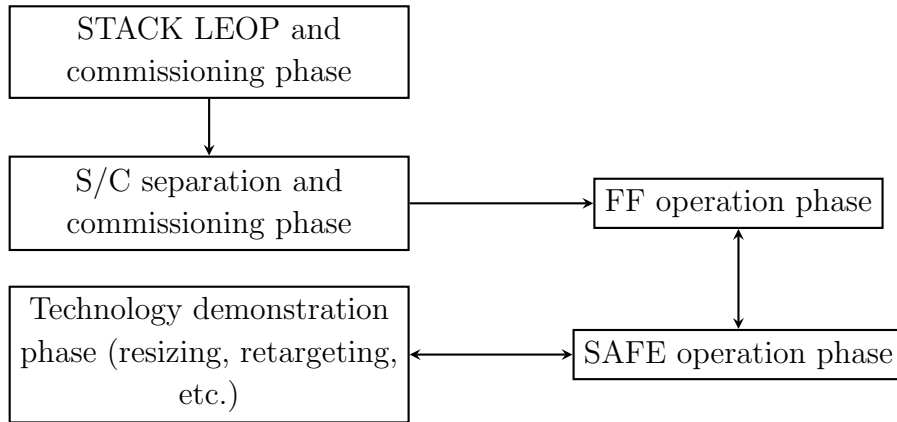 STACK LEOP and
commissioning phase
S/C separation and
commissioning phase
FF operation phase
Technology demonstration
phase (resizing, retargeting,
etc.)
SAFE operation phase